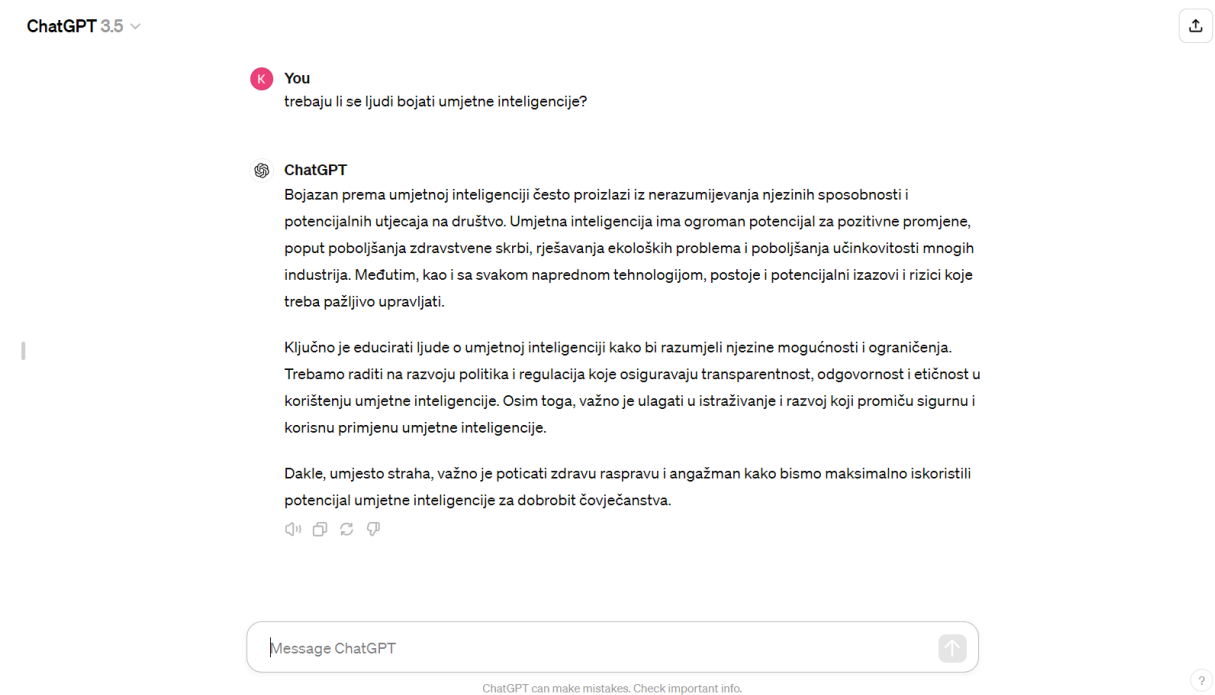 ChatGPT 3.5
K
You
trebaju li se ljudi bojati umjetne inteligencije?
ChatGPT
Bojazan prema umjetnoj inteligenciji često proizlazi iz nerazumijevanja njezinih sposobnosti i
potencijalnih utjecaja na društvo. Umjetna inteligencija ima ogroman potencijal za pozitivne promjene,
poput poboljšanja zdravstvene skrbi, rješavanja ekoloških problema i poboljšanja učinkovitosti mnogih
industrija. Međutim, kao i sa svakom naprednom tehnologijom, postoje i potencijalni izazovi i rizici koje
treba pažljivo upravljati.
Ključno je educirati ljude o umjetnoj inteligenciji kako bi razumjeli njezine mogućnosti i ograničenja.
Trebamo raditi na razvoju politika i regulacija koje osiguravaju transparentnost, odgovornost i etičnost u
korištenju umjetne inteligencije. Osim toga, važno je ulagati u istraživanje i razvoj koji promiču sigurnu i
korisnu primjenu umjetne inteligencije.
Dakle, umjesto straha, važno je poticati zdravu raspravu i angažman kako bismo maksimalno iskoristili
potencijal umjetne inteligencije za dobrobit čovječanstva.
Message ChatGPT
ChatGPT can make mistakes. Check important info.
?